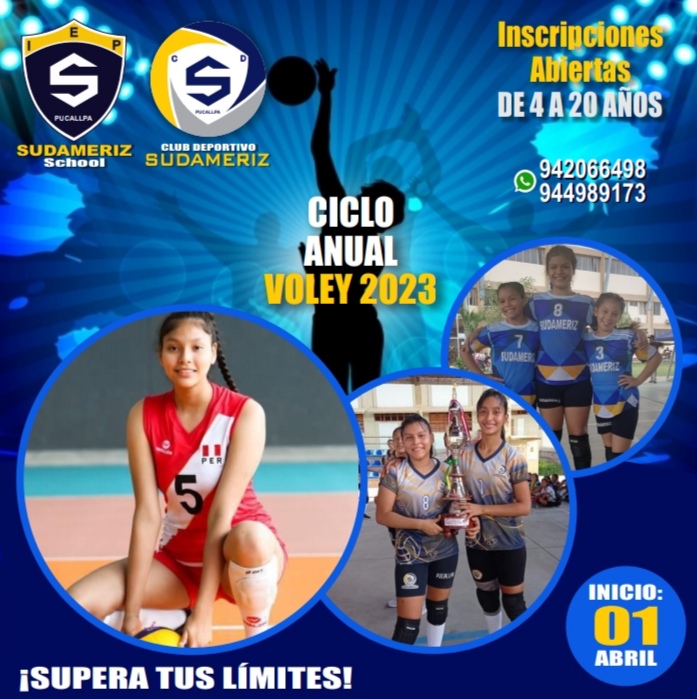 I E P
S
PUCALLPA
SUDAMERIZ
School
C D
S
PUCALLPA
CLUB DEPORTIVO
SUDAMERIZ
Inscripciones
Abiertas
DE 4 A 20 AÑOS
942066498
944989173
CICLO
ANUAL
VOLEY 2023
8
SUDAMERIZ
7
SUDAMERIZ
3
PER
5
8
INICIO:
01
ABRIL
¡SUPERA TUS LÍMITES!